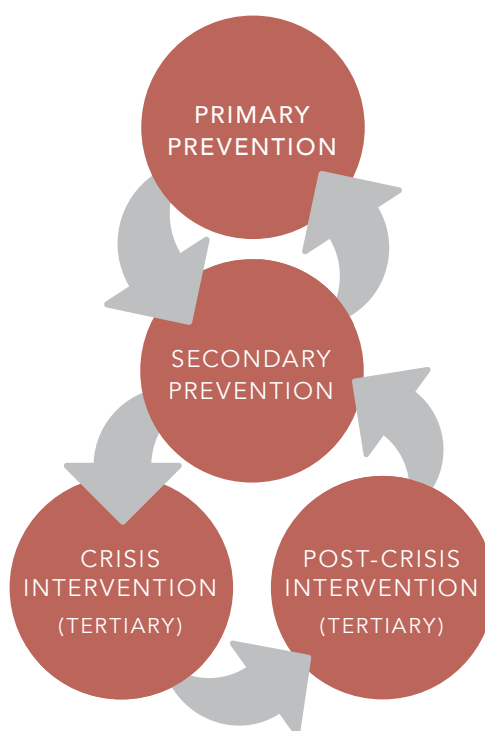 PRIMARY
PREVENTION
SECONDARY
PREVENTION
CRISIS
INTERVENTION
(TERTIARY)
POST-CRISIS
INTERVENTION
(TERTIARY)